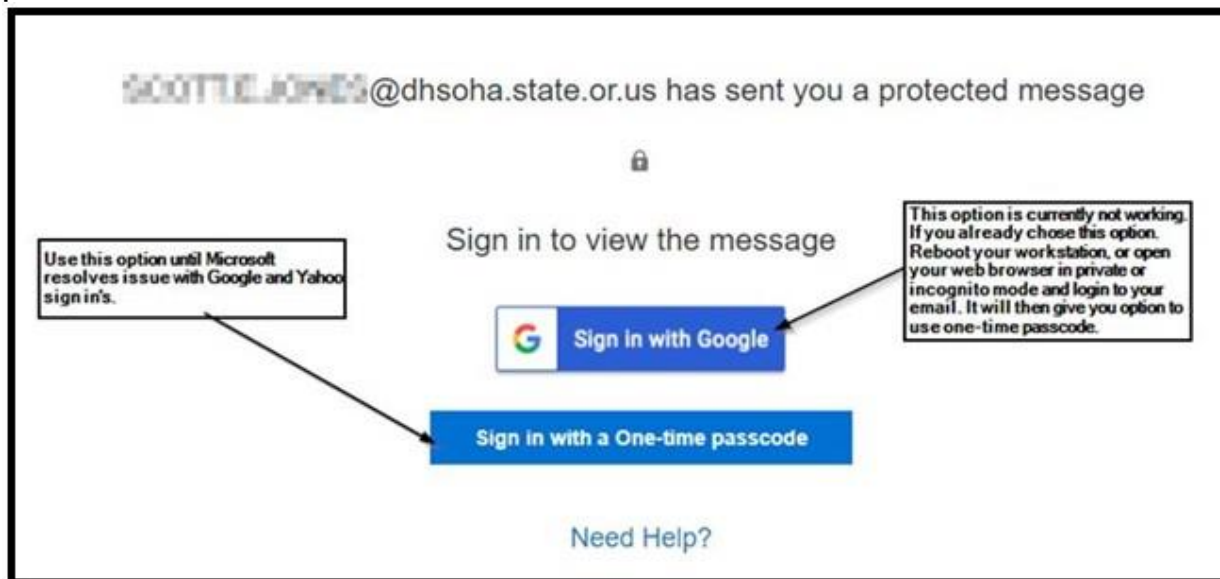 @dhsoha.state.or.us has sent you a protected message
Sign in to view the message
Use this option until Microsoft
resolves issue with Google and Yahoo
sign in's.
This option is currently not working.
If you already chose this option.
Reboot your workstation, or open
your web browser in private or
incognito mode and login to your
email. It will then give you option to
use one-time passcode.
G Sign in with Google
Sign in with a One-time passcode
Need Help?